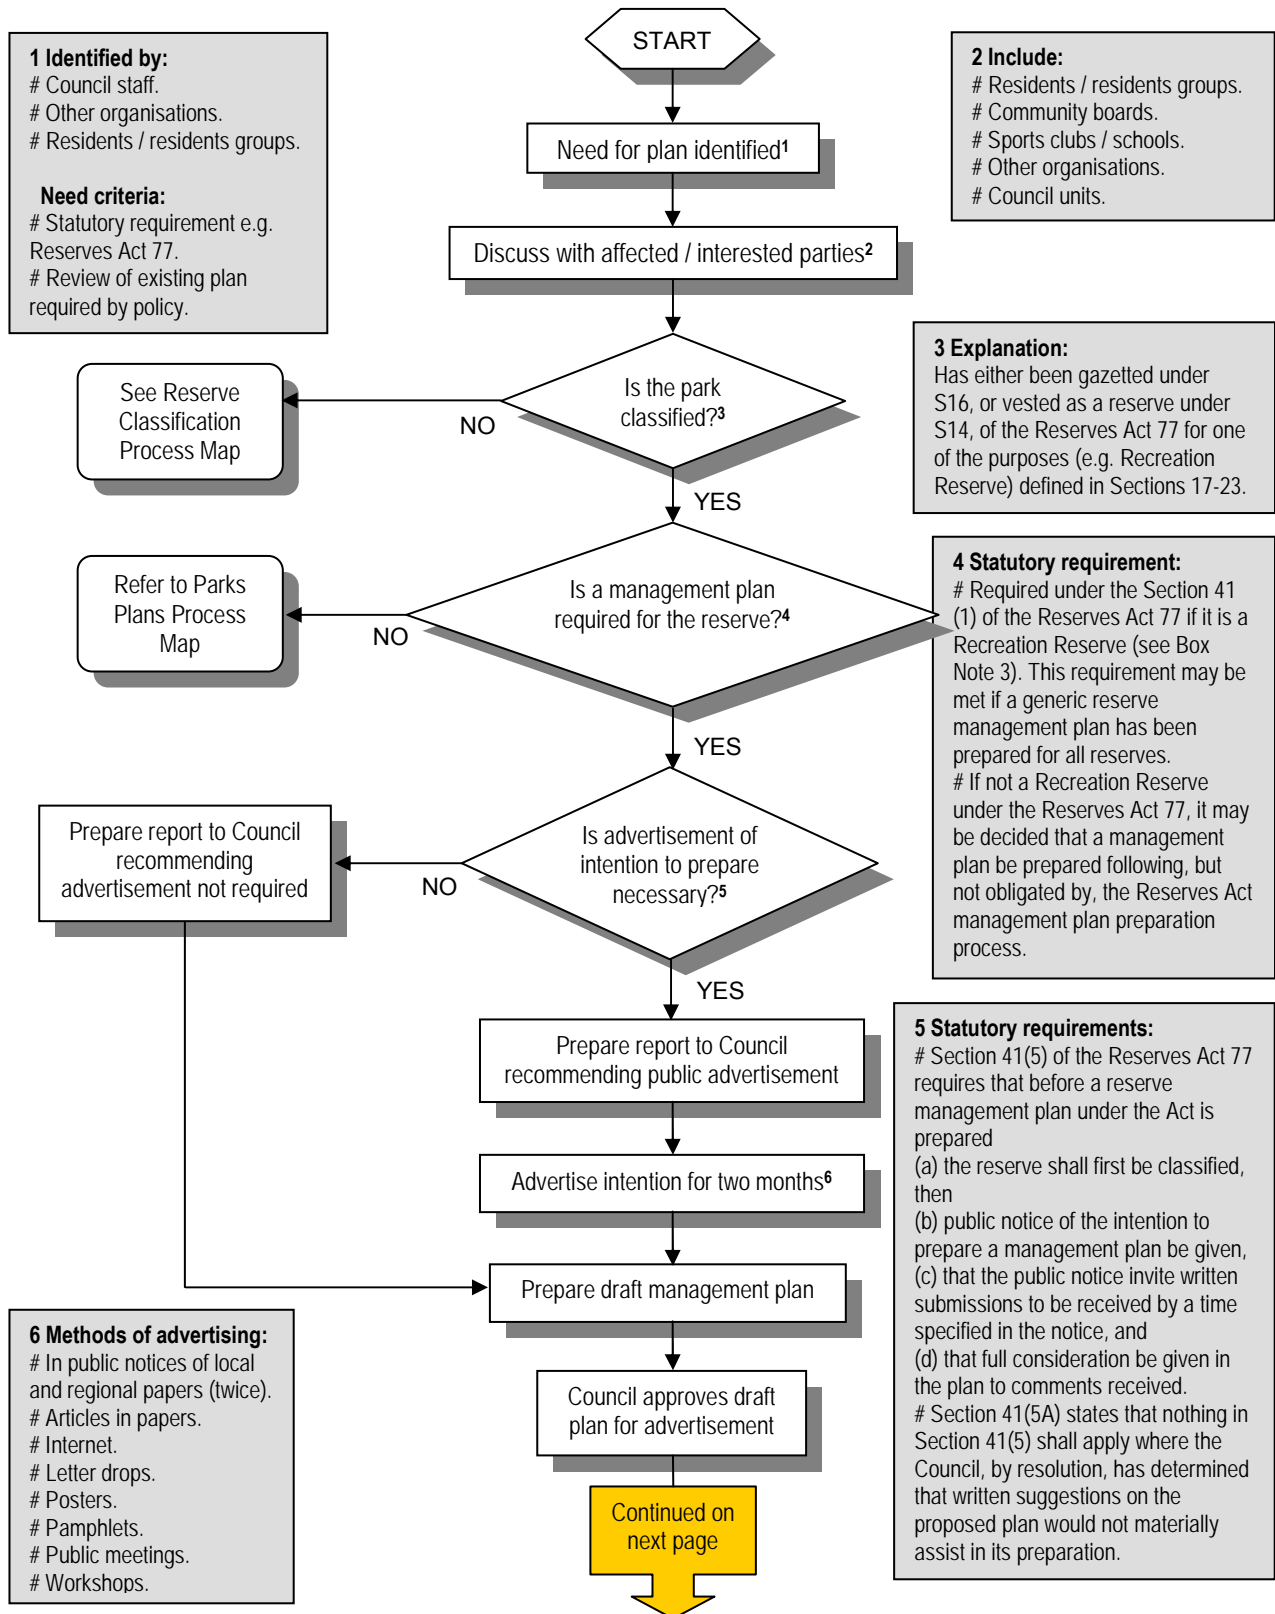 START
1 Identified by:
# Council staff.
# Other organisations.
# Residents / residents groups.
Need criteria:
# Statutory requirement e.g.
Reserves Act 77.
# Review of existing plan
required by policy.
2 Include:
# Residents / residents groups.
# Community boards.
# Sports clubs / schools.
# Other organisations.
# Council units.
Need for plan identified1
Discuss with affected / interested parties2
Is the park
classified?3
NO
See Reserve
Classification
Process Map
3 Explanation:
Has either been gazetted under
S16, or vested as a reserve under
S14, of the Reserves Act 77 for one
of the purposes (e.g. Recreation
Reserve) defined in Sections 17-23.
YES
Is a management plan
required for the reserve?4
NO
Refer to Parks
Plans Process
Map
4 Statutory requirement:
# Required under the Section 41
(1) of the Reserves Act 77 if it is a
Recreation Reserve (see Box
Note 3). This requirement may be
met if a generic reserve
management plan has been
prepared for all reserves.
# If not a Recreation Reserve
under the Reserves Act 77, it may
be decided that a management
plan be prepared following, but
not obligated by, the Reserves Act
management plan preparation
process.
YES
Is advertisement of
intention to prepare
necessary?5
NO
Prepare report to Council
recommending
advertisement not required
YES
Prepare report to Council
recommending public advertisement
5 Statutory requirements:
# Section 41(5) of the Reserves Act 77
requires that before a reserve
management plan under the Act is
prepared
(a) the reserve shall first be classified,
then
(b) public notice of the intention to
prepare a management plan be given,
(c) that the public notice invite written
submissions to be received by a time
specified in the notice, and
(d) that full consideration be given in
the plan to comments received.
# Section 41(5A) states that nothing in
Section 41(5) shall apply where the
Council, by resolution, has determined
that written suggestions on the
proposed plan would not materially
assist in its preparation.
Advertise intention for two months6
Prepare draft management plan
6 Methods of advertising:
# In public notices of local
and regional papers (twice).
# Articles in papers.
# Internet.
# Letter drops.
# Posters.
# Pamphlets.
# Public meetings.
# Workshops.
Council approves draft
plan for advertisement
Continued on
next page